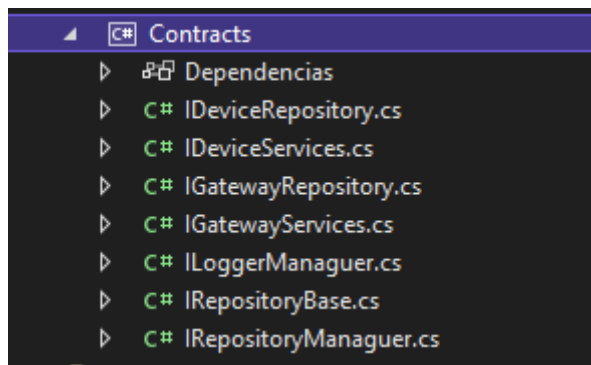 C# Contracts
Dependencias
C# IDeviceRepository.cs
C# IDeviceServices.cs
C# IGatewayRepository.cs
C# IGatewayServices.cs
C# ILoggerManaguer.cs
C# IRepositoryBase.cs
C# IRepositoryManaguer.cs